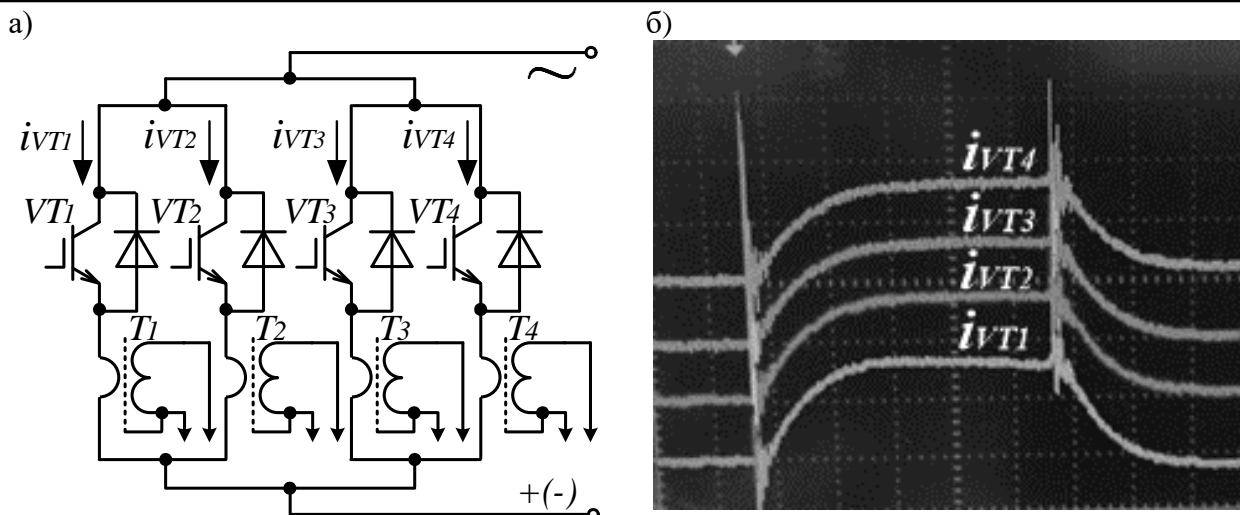 а)
б)
~
iVT1
iVT2
iVT3
iVT4
VT1
VT2
VT3
VT4
T1
T2
T3
T4
+(-)
iVT4
iVT3
iVT2
iVT1